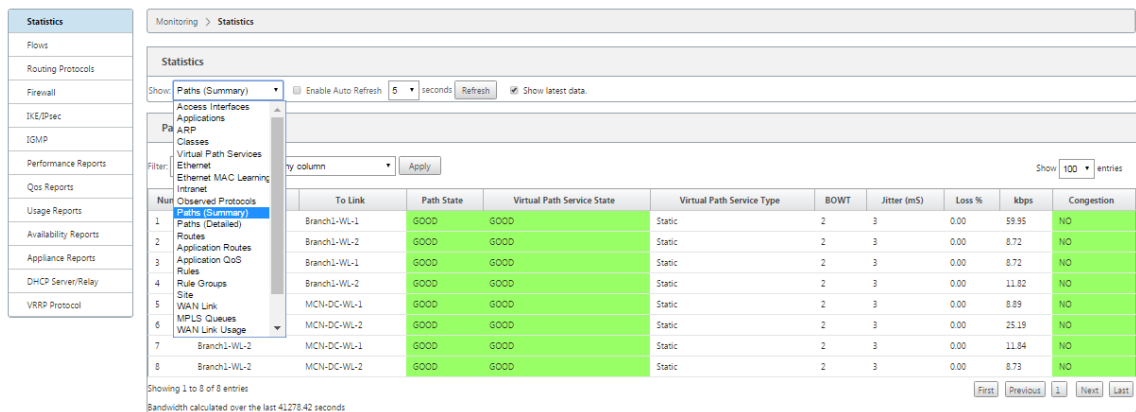 Statistics
Flows
Routing Protocols
Firewall
IKE/IPsec
IGMP
Performance Reports
Qos Reports
Usage Reports
Availability Reports
Appliance Reports
DHCP Server/Relay
VRRP Protocol
Monitoring > Statistics
Statistics
Show: Paths (Summary) Enable Auto Refresh 5 seconds Refresh Show latest data.
Access Interfaces
Applications
ARP
Classes
Virtual Path Services
Ethernet
Ethernet MAC Learning
Intranet
Observed Protocols
Paths (Summary)
Paths (Detailed)
Routes
Application Routes
Application QoS
Rules
Rule Groups
Site
WAN Link
MPLS Queues
WAN Link Usage
Pa
Filter: ny column Apply Show 100 entries
Num To Link Path State Virtual Path Service State Virtual Path Service Type BOWT Jitter (mS) Loss % kbps Congestion
1 Branch1-WL-1 GOOD GOOD Static 2 3 0.00 59.95 NO
2 Branch1-WL-2 GOOD GOOD Static 2 3 0.00 8.72 NO
3 Branch1-WL-1 GOOD GOOD Static 2 3 0.00 8.72 NO
4 Branch1-WL-2 GOOD GOOD Static 2 3 0.00 11.82 NO
5 MCN-DC-WL-1 GOOD GOOD Static 2 3 0.00 8.89 NO
6 MCN-DC-WL-2 GOOD GOOD Static 2 3 0.00 25.19 NO
7 Branch1-WL-2 MCN-DC-WL-1 GOOD GOOD Static 2 3 0.00 11.84 NO
8 Branch1-WL-2 MCN-DC-WL-2 GOOD GOOD Static 2 3 0.00 8.73 NO
Showing 1 to 8 of 8 entries First Previous 1 Next Last
Bandwidth calculated over the last 41278.42 seconds